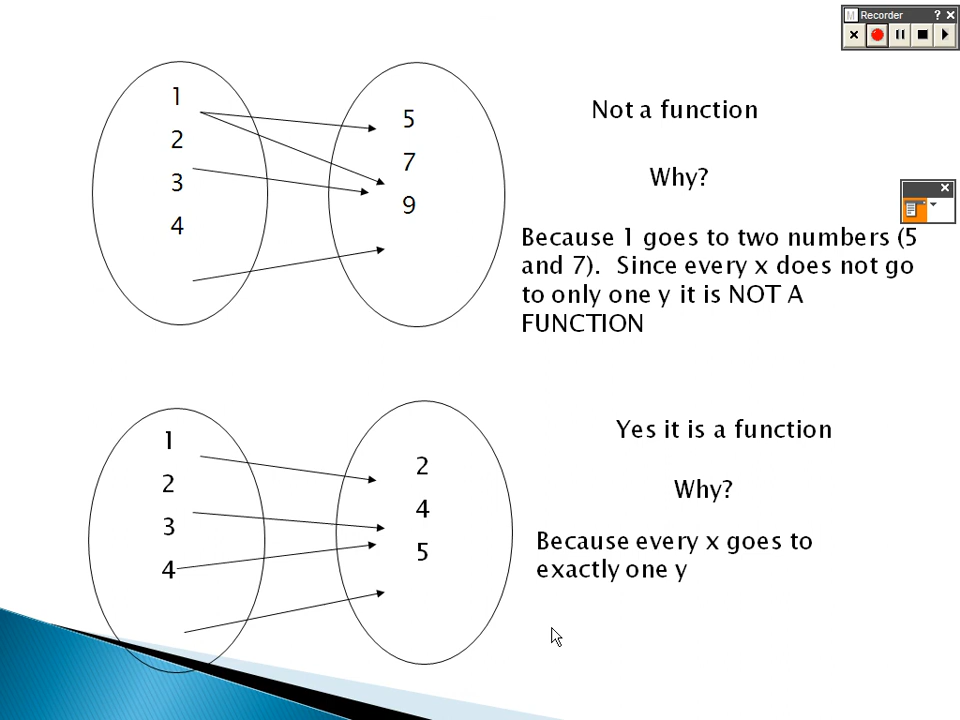 Recorder
1
2
3
4
5
7
9
Not a function
Why?
Because 1 goes to two numbers (5
and 7).  Since every x does not go
to only one y it is NOT A
FUNCTION
1
2
3
4
2
4
5
Yes it is a function
Why?
Because every x goes to
exactly one y